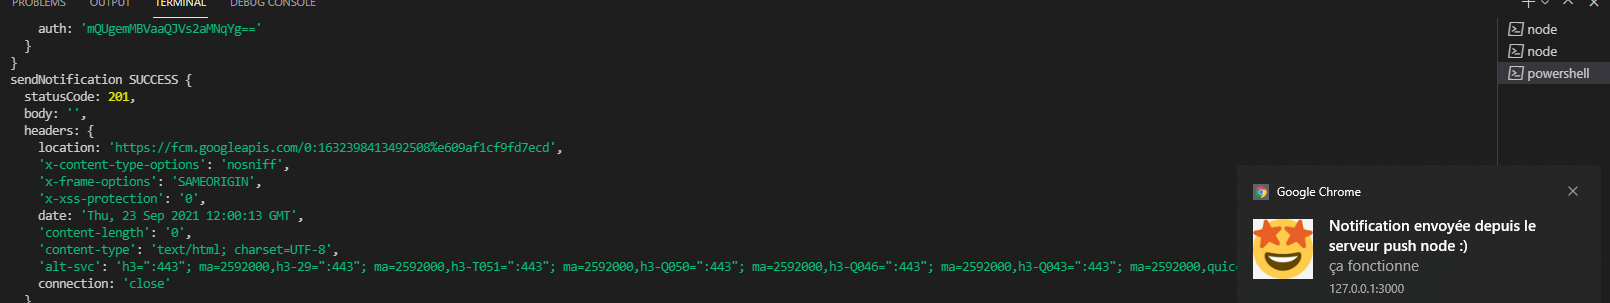 PROBLEMS OUTPUT TERMINAL DEBUG CONSOLE
auth: 'mQUgemMBVaaQJVs2aMNqYg=='
}
}
sendNotification SUCCESS {
statusCode: 201,
body: '',
headers: {
location: 'https://fcm.googleapis.com/0:1632398413492508%e609af1cf9fd7ecd',
'x-content-type-options': 'nosniff',
'x-frame-options': 'SAMEORIGIN',
'x-xss-protection': '0',
date: 'Thu, 23 Sep 2021 12:00:13 GMT',
'content-length': '0',
'content-type': 'text/html; charset=UTF-8',
'alt-svc': 'h3=":443"; ma=2592000,h3-29=":443"; ma=2592000,h3-T051=":443"; ma=2592000,h3-Q050=":443"; ma=2592000,h3-Q046=":443"; ma=2592000,h3-Q043=":443"; ma=2592000,quic=
connection: 'close'
}
node
node
powershell
Google Chrome
Notification envoyée depuis le
serveur push node :)
ça fonctionne
127.0.0.1:3000